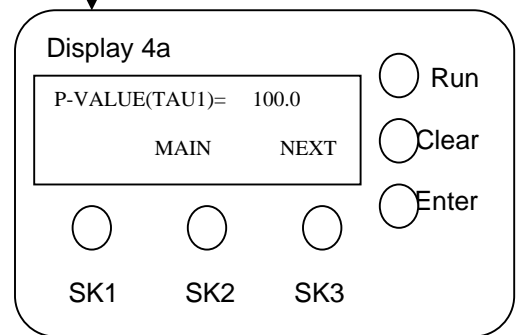 Display 4a
P-VALUE(TAU1)= 100.0
MAIN NEXT
Run
Clear
Enter
SK1 SK2 SK3